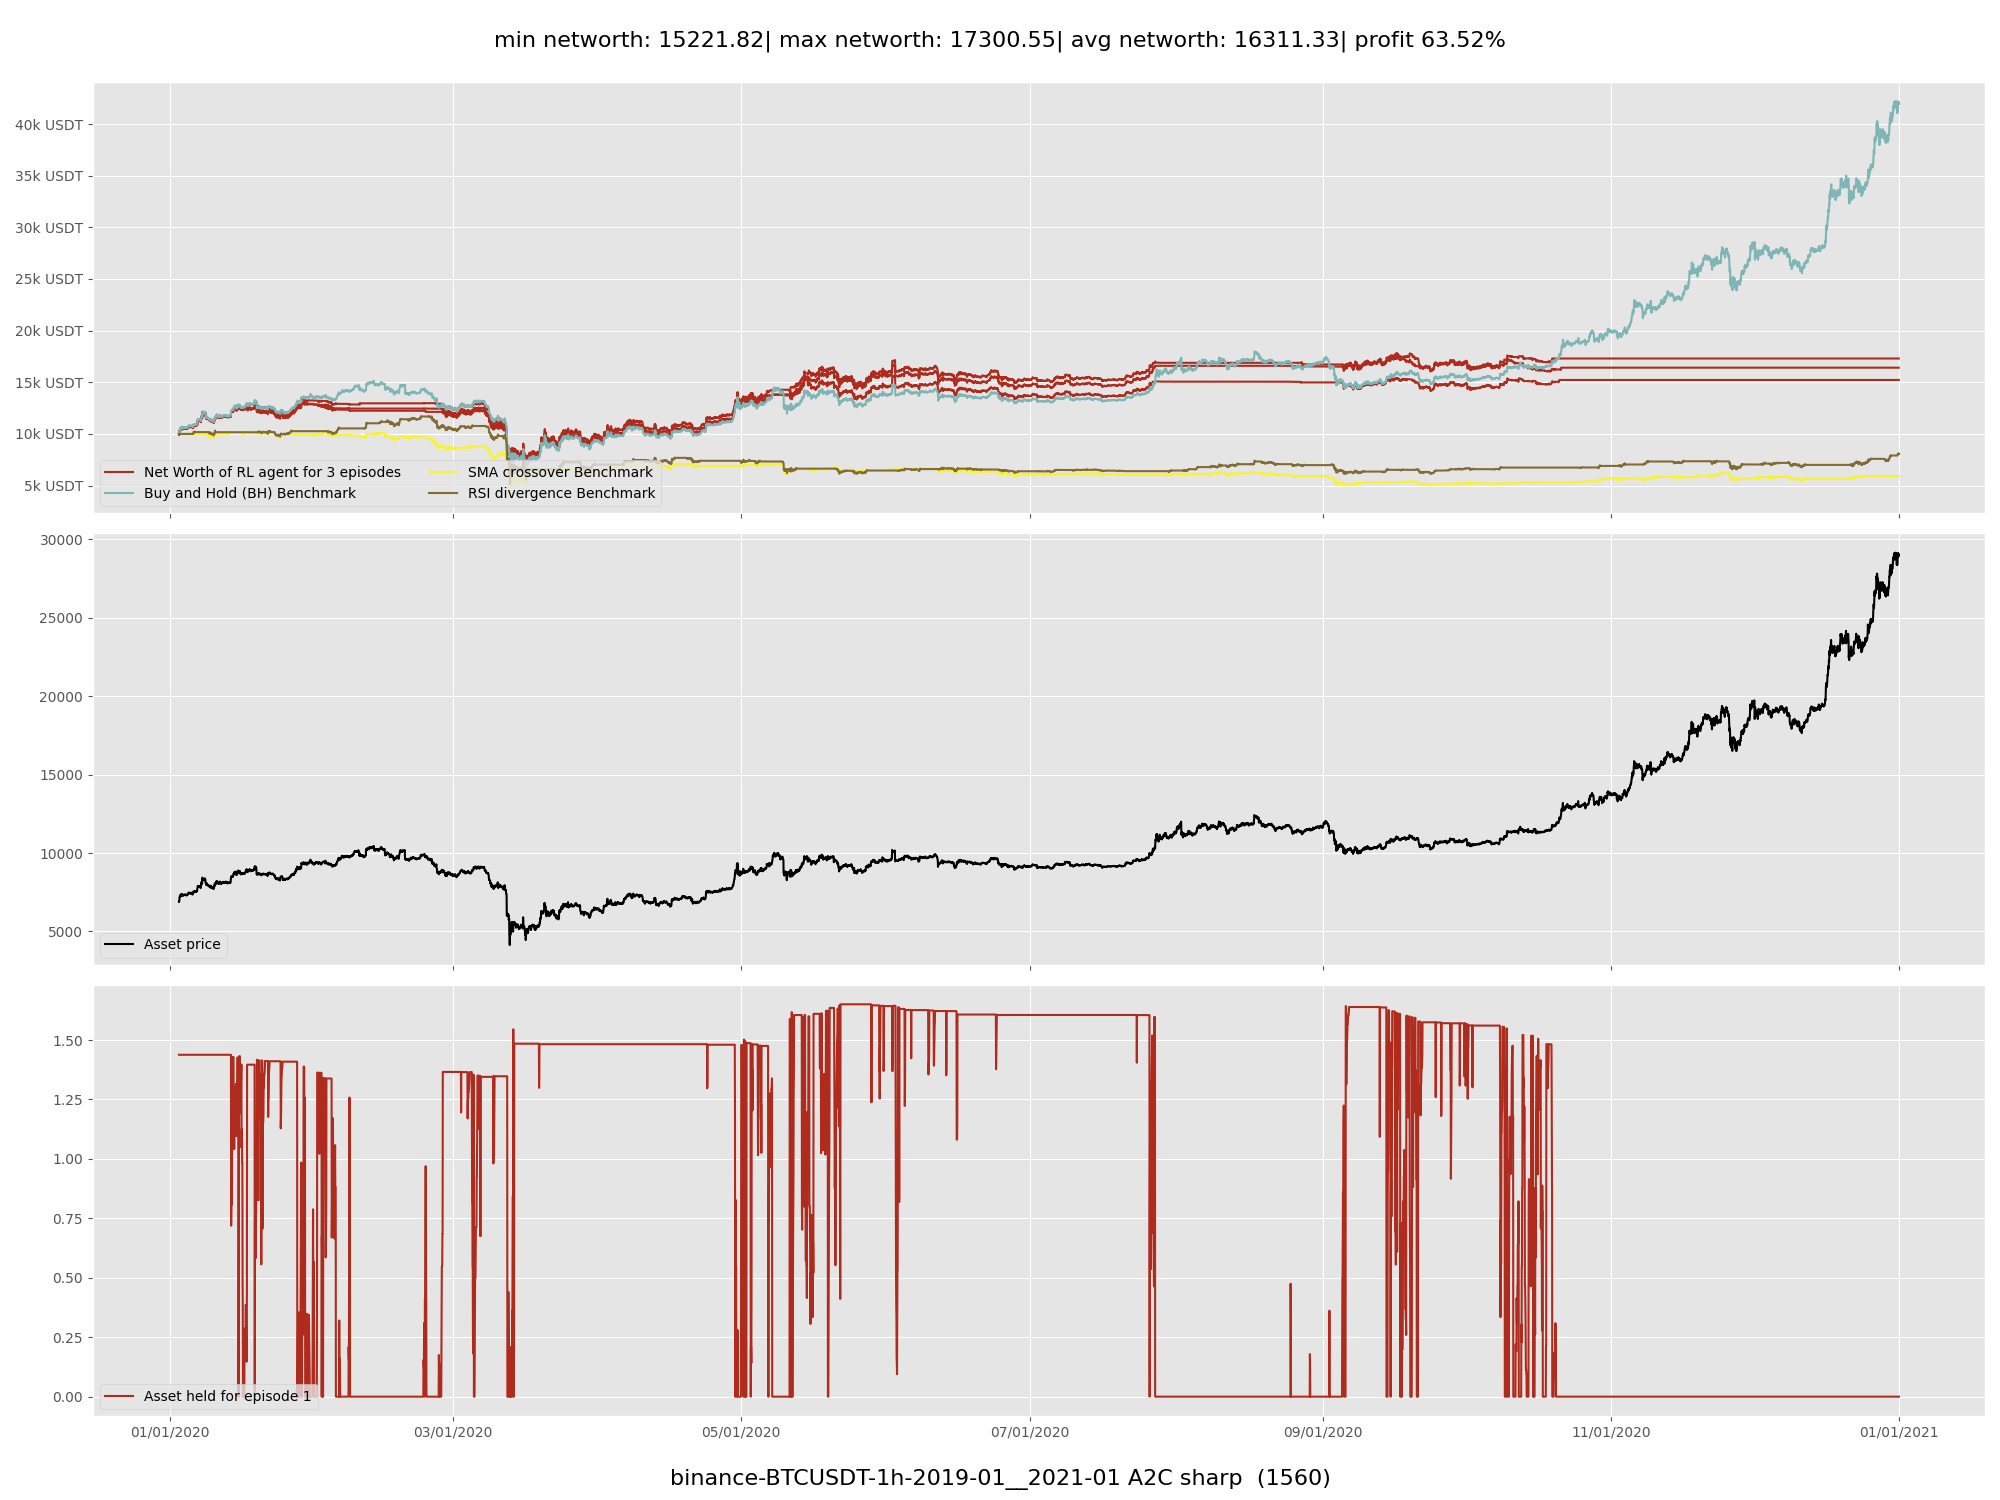 min networth: 15221.82| max networth: 17300.55| avg networth: 16311.33| profit 63.52%
40k USDT
35k USDT
30k USDT
25k USDT
20k USDT
15k USDT
10k USDT
5k USDT
Net Worth of RL agent for 3 episodes
Buy and Hold (BH) Benchmark
SMA crossover Benchmark
RSI divergence Benchmark
30000
25000
20000
15000
10000
5000
Asset price
1.50
1.25
1.00
0.75
0.50
0.25
0.00
Asset held for episode 1
01/01/2020 03/01/2020 05/01/2020 07/01/2020 09/01/2020 11/01/2020 01/01/2021
binance-BTCUSDT-1h-2019-01__2021-01 A2C sharp  (1560)